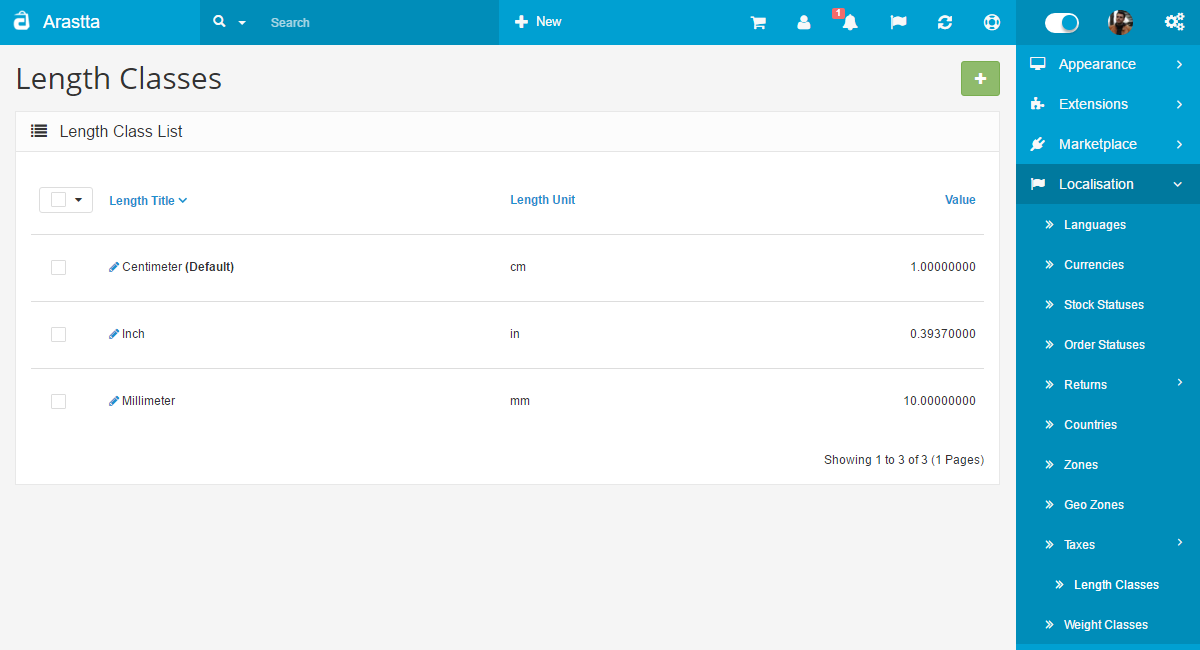 Arastta
Search
New
1
Length Classes
Length Class List
Length Title
Length Unit
Value
Centimeter (Default)
cm
1.00000000
Inch
in
0.39370000
Millimeter
mm
10.00000000
Showing 1 to 3 of 3 (1 Pages)
Appearance
Extensions
Marketplace
Localisation
Languages
Currencies
Stock Statuses
Order Statuses
Returns
Countries
Zones
Geo Zones
Taxes
Length Classes
Weight Classes